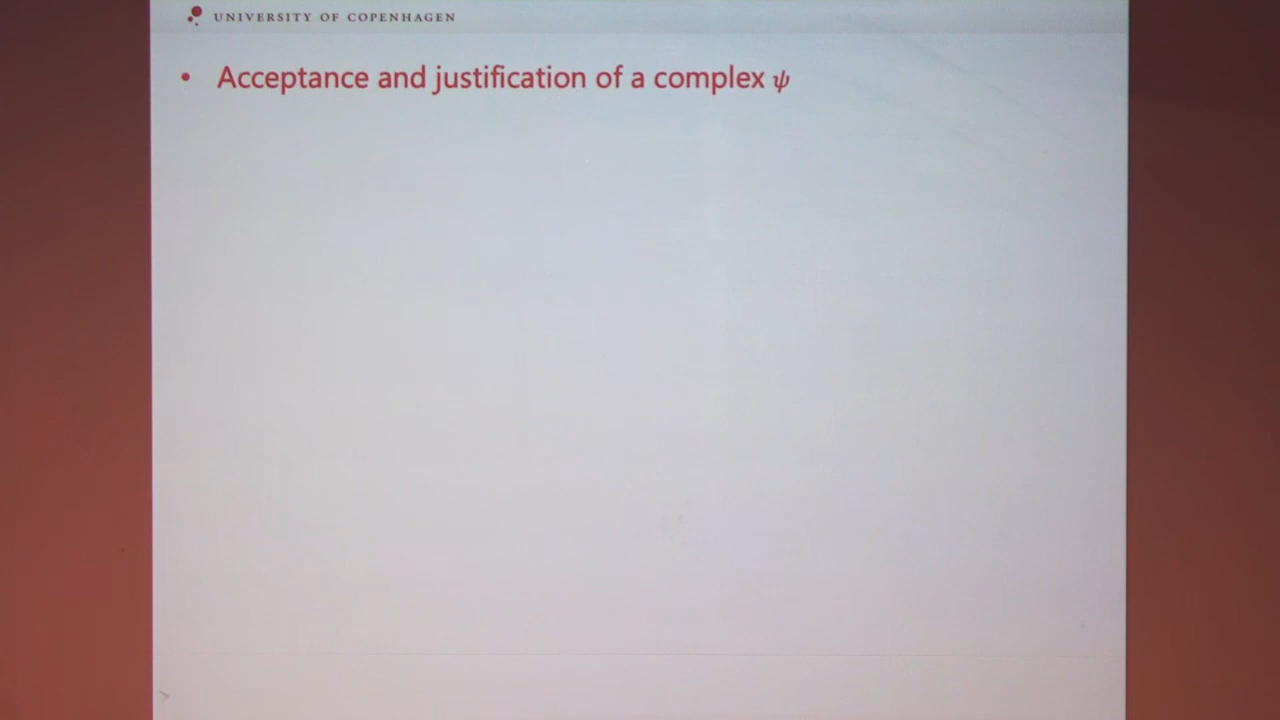 UNIVERSITY OF COPENHAGEN
• Acceptance and justification of a complex ψ